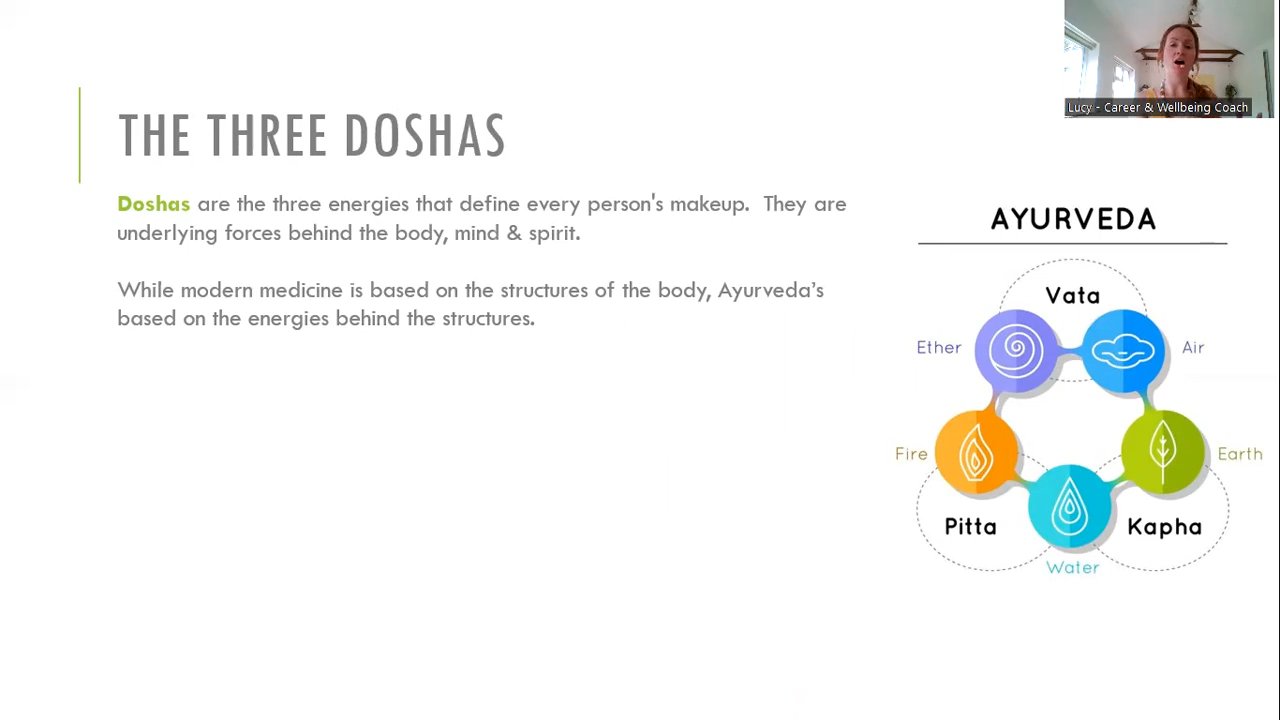 Lucy - Career & Wellbeing Coach
THE THREE DOSHAS
Doshas are the three energies that define every person's makeup. They are
underlying forces behind the body, mind & spirit.
While modern medicine is based on the structures of the body, Ayurveda’s
based on the energies behind the structures.
AYURVEDA
Vata
Ether
Air
Fire
Earth
Pitta
Kapha
Water